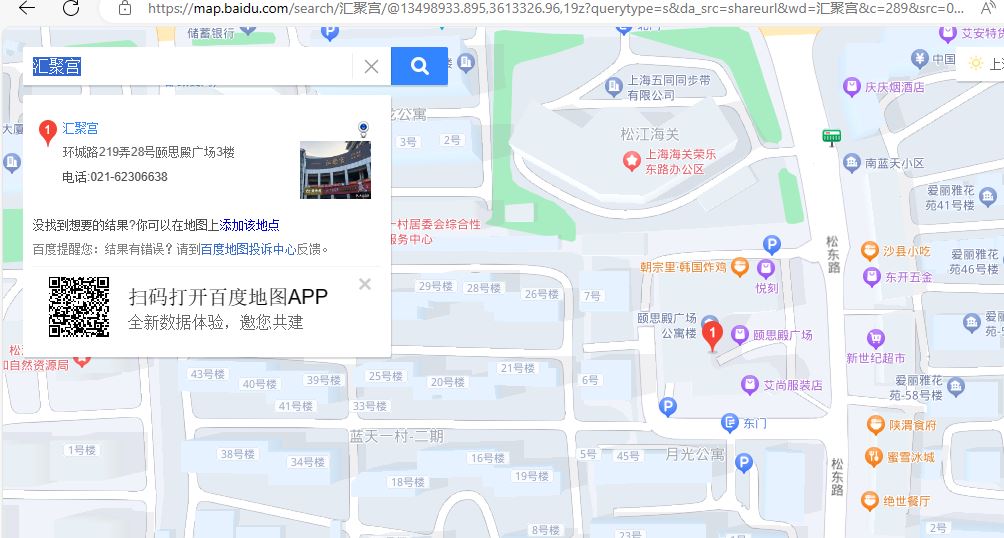 https://map.baidu.com/search/汇聚宫/@13498933.895,3613326.96,19z?querytype=s&da_src=shareurl&wd=汇聚宫&c=289&src=0...
储蓄银行
北门
艾安特优
汇聚宫
中国
上
上海五同同步带
有限公司
庆庆烟酒店
龙公寓
大厦
1
汇聚宫
环城路219弄28号颐思殿广场3楼
电话:021-62306638
3号
2号
松江海关
上海海关荣乐
东路办公区
南蓝天小区
爱丽雅花
苑41号楼
没找到想要的结果?你可以在地图上添加该地点
百度提醒您：结果有错误？请到百度地图投诉中心反馈。
一村居委会综合性
服务中心
松东路
沙县小吃
爱丽雅花
苑46号楼
朝宗里·韩国炸鸡
悦刻
东开五金
扫码打开百度地图APP
全新数据体验，邀您共建
29号楼
28号楼
26号楼
7号
颐思殿广场
公寓楼
1
颐思殿广场
爱丽雅
苑-5
新世纪超市
松
和自然资源局
43号楼
40号楼
39号楼
25号楼
20号楼
21号楼
6号
艾尚服装店
爱丽雅花
苑-58号楼
41号楼
33号楼
东门
陕渭食府
蓝天一村-二期
1号楼
38号楼
34号楼
16号楼
19号楼
18号楼
5号
45号
月光公寓
松东路
蜜雪冰城
绝世餐厅
8号楼
23号
2号